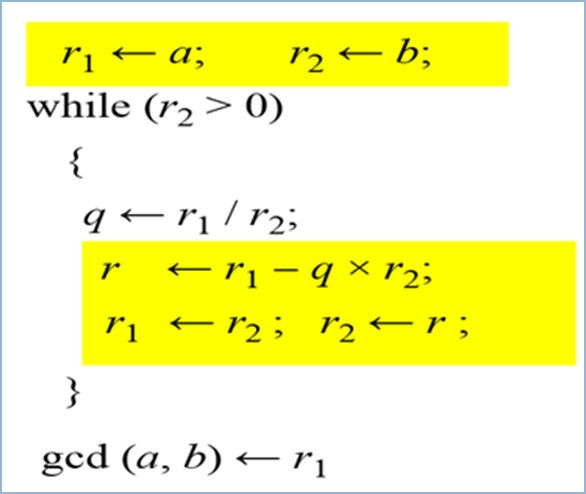 r₁ ← a; r₂ ← b;
while (r₂ > 0)
{
q ← r₁ / r₂;
r ← r₁ − q × r₂;
r₁ ← r₂ ; r₂ ← r ;
}
gcd (a, b) ← r₁